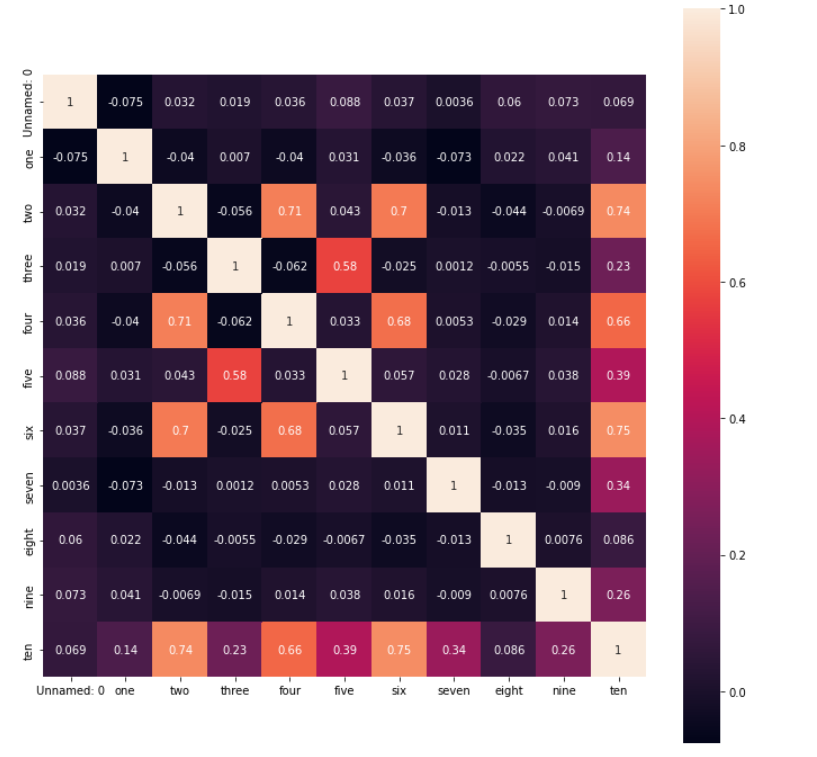 1.0
Unnamed: 0 1 -0.075 0.032 0.019 0.036 0.088 0.037 0.0036 0.06 0.073 0.069
one -0.075 1 -0.04 0.007 -0.04 0.031 -0.036 -0.073 0.022 0.041 0.14
0.8
two 0.032 -0.04 1 -0.056 0.71 0.043 0.7 -0.013 -0.044 -0.0069 0.74
three 0.019 0.007 -0.056 1 -0.062 0.58 -0.025 0.0012 -0.0055 -0.015 0.23
0.6
four 0.036 -0.04 0.71 -0.062 1 0.033 0.68 0.0053 -0.029 0.014 0.66
five 0.088 0.031 0.043 0.58 0.033 1 0.057 0.028 -0.0067 0.038 0.39
0.4
six 0.037 -0.036 0.7 -0.025 0.68 0.057 1 0.011 -0.035 0.016 0.75
seven 0.0036 -0.073 -0.013 0.0012 0.0053 0.028 0.011 1 -0.013 -0.009 0.34
eight 0.06 0.022 -0.044 -0.0055 -0.029 -0.0067 -0.035 -0.013 1 0.0076 0.086
0.2
nine 0.073 0.041 -0.0069 -0.015 0.014 0.038 0.016 -0.009 0.0076 1 0.26
ten 0.069 0.14 0.74 0.23 0.66 0.39 0.75 0.34 0.086 0.26 1
Unnamed: 0 one two three four five six seven eight nine ten
0.0